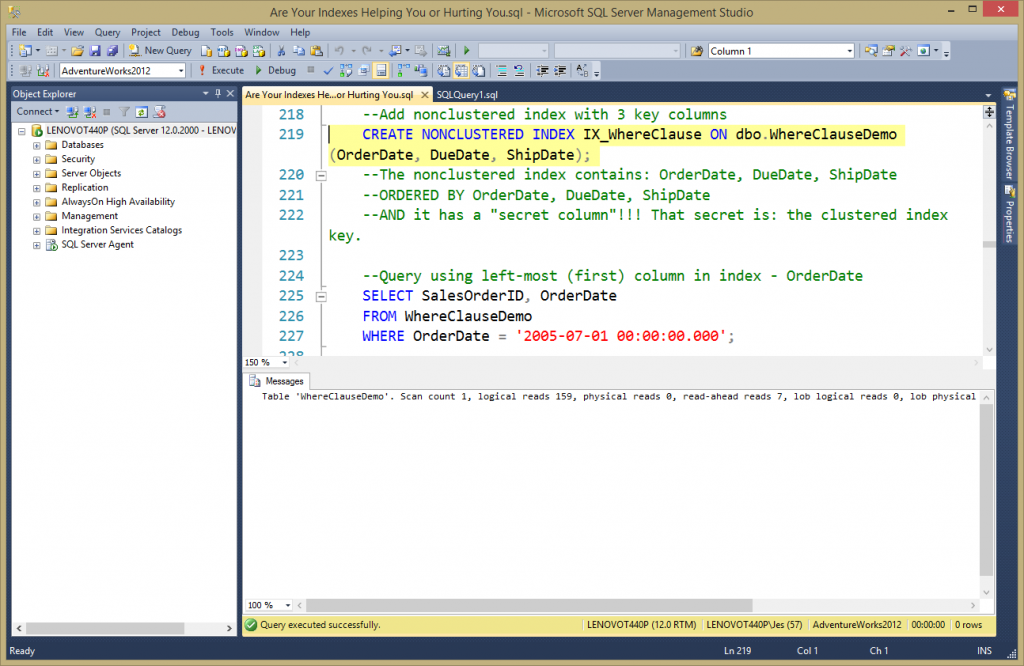 Are Your Indexes Helping You or Hurting You.sql - Microsoft SQL Server Management Studio
File Edit View Query Project Debug Tools Window Help
New Query Column 1
AdventureWorks2012 Execute Debug
Object Explorer
Connect
LENOVOT440P (SQL Server 12.0.2000 - LENOV
Databases
Security
Server Objects
Replication
AlwaysOn High Availability
Management
Integration Services Catalogs
SQL Server Agent
Are Your Indexes He...or Hurting You.sql SQLQuery1.sql
218 --Add nonclustered index with 3 key columns
219 CREATE NONCLUSTERED INDEX IX_WhereClause ON dbo.WhereClauseDemo
(OrderDate, DueDate, ShipDate);
220 --The nonclustered index contains: OrderDate, DueDate, ShipDate
221 --ORDERED BY OrderDate, DueDate, ShipDate
222 --AND it has a "secret column"!!! That secret is: the clustered index
key.
223
224 --Query using left-most (first) column in index - OrderDate
225 SELECT SalesOrderID, OrderDate
226 FROM WhereClauseDemo
227 WHERE OrderDate = '2005-07-01 00:00:00.000';
228
150 %
Messages
Table 'WhereClauseDemo'. Scan count 1, logical reads 159, physical reads 0, read-ahead reads 7, lob logical reads 0, lob physical
100 %
Query executed successfully. LENOVOT440P (12.0 RTM) LENOVOT440P\Jes (57) AdventureWorks2012 00:00:00 0 rows
Template Browser
Properties
Ready Ln 219 Col 1 Ch 1 INS